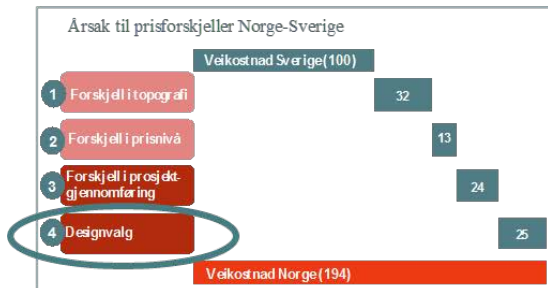 Årsak til prisforskjeller Norge-Sverige
Veikostnad Sverige(100)
1 Forskjell i topografi 32
2 Forskjell i prisnivå 13
3 Forskjell i prosjekt-
gjennomføring 24
4 Designvalg 25
Veikostnad Norge(194)